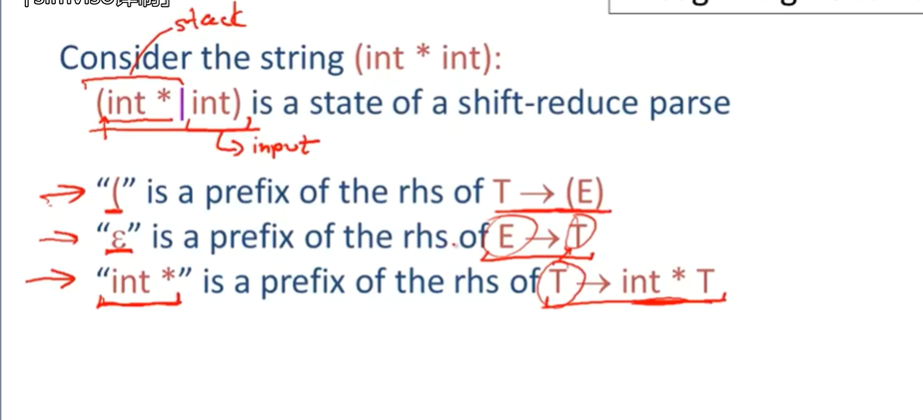 stack
Consider the string (int * int):
(int *|int) is a state of a shift-reduce parse
input
→ "(" is a prefix of the rhs of T → (E)
→ "ε" is a prefix of the rhs of E → T
→ "int *" is a prefix of the rhs of T → int * T